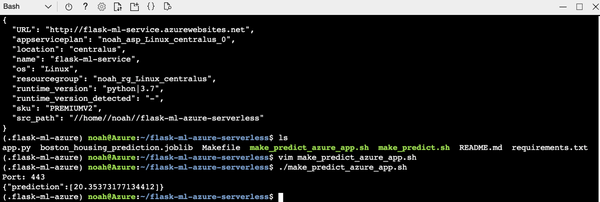 Bash
{
"URL": "http://flask-ml-service.azurewebsites.net",
"appserviceplan": "noah_asp_Linux_centralus_0",
"location": "centralus",
"name": "flask-ml-service",
"os": "Linux",
"resourcegroup": "noah_rg_Linux_centralus",
"runtime_version": "python|3.7",
"runtime_version_detected": "-",
"sku": "PREMIUMV2",
"src_path": "//home//noah//flask-ml-azure-serverless"
}
(.flask-ml-azure) noah@Azure:~/flask-ml-azure-serverless$ ls
app.py boston_housing_prediction.joblib Makefile make_predict_azure_app.sh make_predict.sh README.md requirements.txt
(.flask-ml-azure) noah@Azure:~/flask-ml-azure-serverless$ vim make_predict_azure_app.sh
(.flask-ml-azure) noah@Azure:~/flask-ml-azure-serverless$ ./make_predict_azure_app.sh
Port: 443
{"prediction":[20.35373177134412]}
(.flask-ml-azure) noah@Azure:~/flask-ml-azure-serverless$